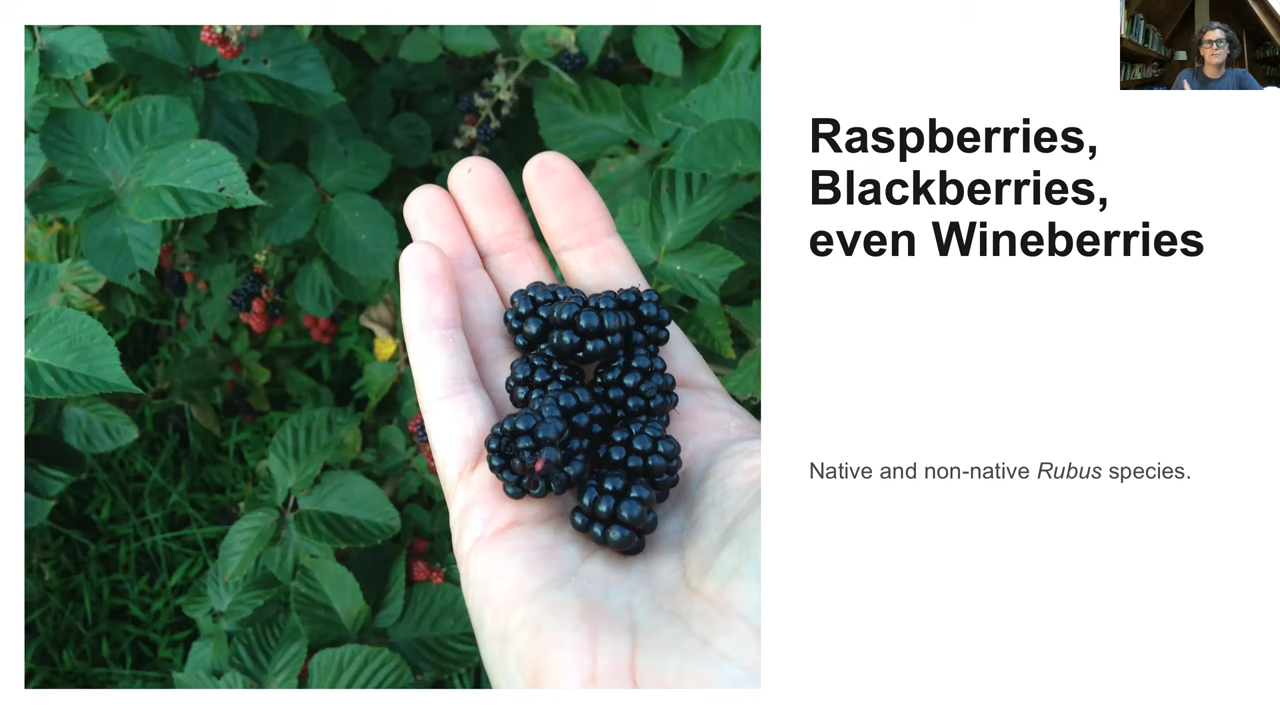 Raspberries,
Blackberries,
even Wineberries
Native and non-native Rubus species.